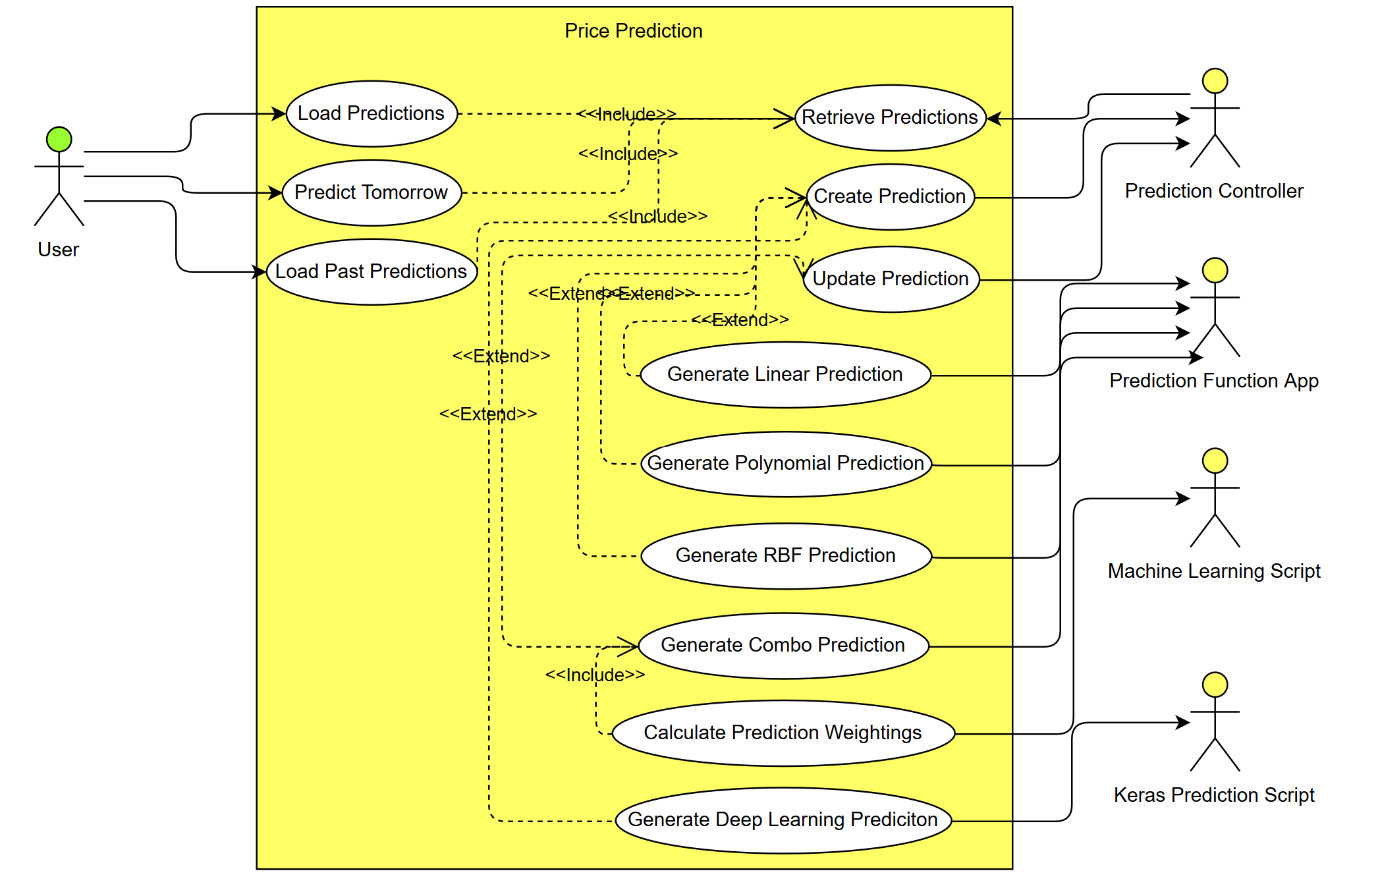 Price Prediction
Load Predictions
<<Include>>
Retrieve Predictions
<<Include>>
Predict Tomorrow
Create Prediction
Prediction Controller
<<Include>>
User
Load Past Predictions
Update Prediction
<<Extend>>
<<Extend>>
<<Extend>>
<<Extend>>
Generate Linear Prediction
Prediction Function App
<<Extend>>
Generate Polynomial Prediction
Generate RBF Prediction
Machine Learning Script
Generate Combo Prediction
<<Include>>
Calculate Prediction Weightings
Keras Prediction Script
Generate Deep Learning Prediciton